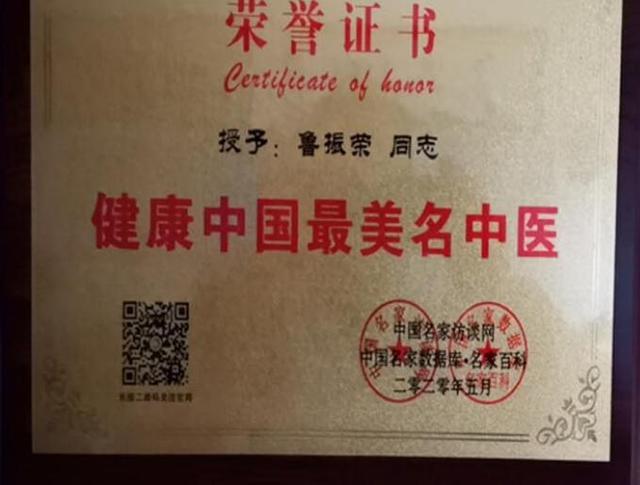 荣誉证书
Certificate of honor
授予：鲁振荣 同志
健康中国最美名中医
中国名家访谈网
中国名家数据库·名家百科
二零二零年五月